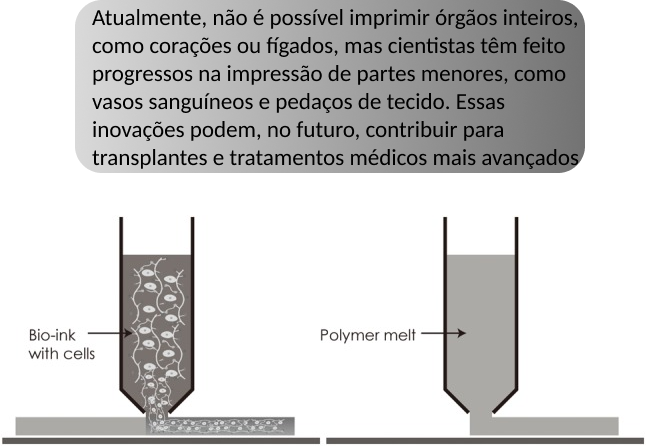 Atualmente, não é possível imprimir órgãos inteiros,
como corações ou fígados, mas cientistas têm feito
progressos na impressão de partes menores, como
vasos sanguíneos e pedaços de tecido. Essas
inovações podem, no futuro, contribuir para
transplantes e tratamentos médicos mais avançados
Bio-ink
with cells
Polymer melt